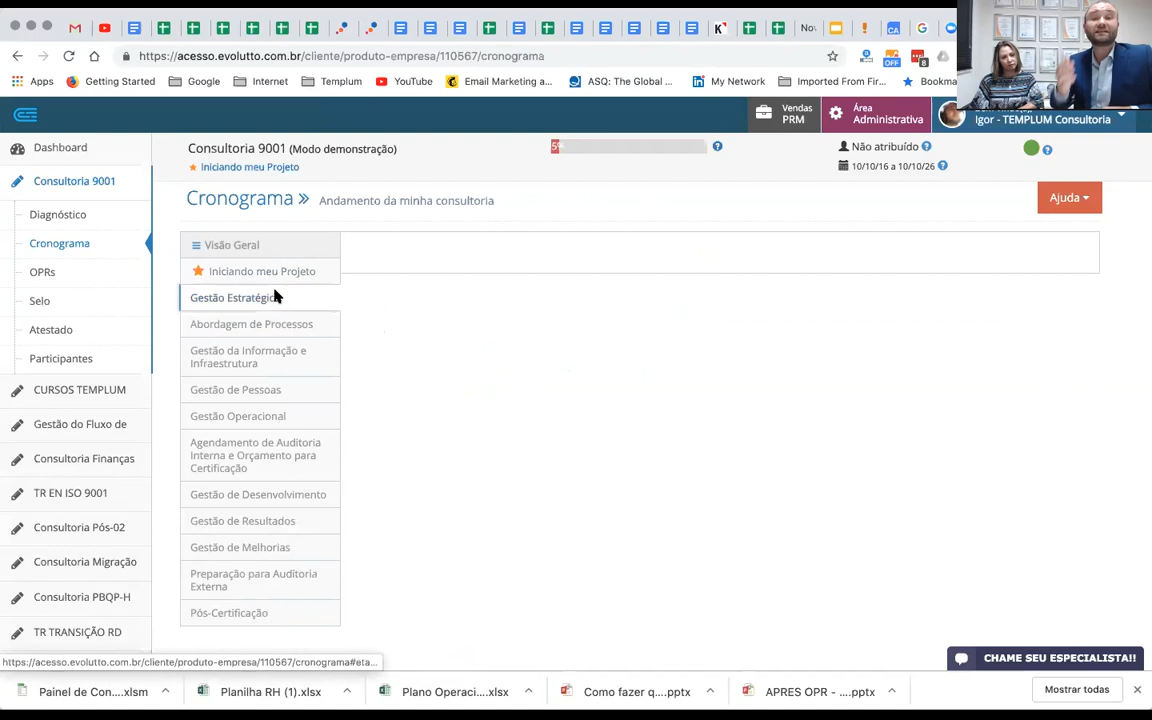 Nov
https://acesso.evolutto.com.br/cliente/produto-empresa/110567/cronograma
OFF
8
Apps
Getting Started
Google
Internet
Templum
YouTube
Email Marketing a...
ASQ: The Global ...
My Network
Imported From Fir...
Bookma
Vendas
PRM
Área
Administrativa
Igor - TEMPLUM Consultoria
Dashboard
Consultoria 9001
Diagnóstico
Cronograma
OPRs
Selo
Atestado
Participantes
CURSOS TEMPLUM
Gestão do Fluxo de
Consultoria Finanças
TR EN ISO 9001
Consultoria Pós-02
Consultoria Migração
Consultoria PBQP-H
TR TRANSIÇÃO RD
Consultoria 9001 (Modo demonstração)
Iniciando meu Projeto
5%
Não atribuído
10/10/16 a 10/10/26
Cronograma » Andamento da minha consultoria
Ajuda
Visão Geral
Iniciando meu Projeto
Gestão Estratégic
Abordagem de Processos
Gestão da Informação e
Infraestrutura
Gestão de Pessoas
Gestão Operacional
Agendamento de Auditoria
Interna e Orçamento para
Certificação
Gestão de Desenvolvimento
Gestão de Resultados
Gestão de Melhorias
Preparação para Auditoria
Externa
Pós-Certificação
CHAME SEU ESPECIALISTA!!
https://acesso.evolutto.com.br/cliente/produto-empresa/110567/cronograma#eta...
Painel de Con....xlsm
Planilha RH (1).xlsx
Plano Operaci....xlsx
Como fazer q....pptx
APRES OPR - ....pptx
Mostrar todas